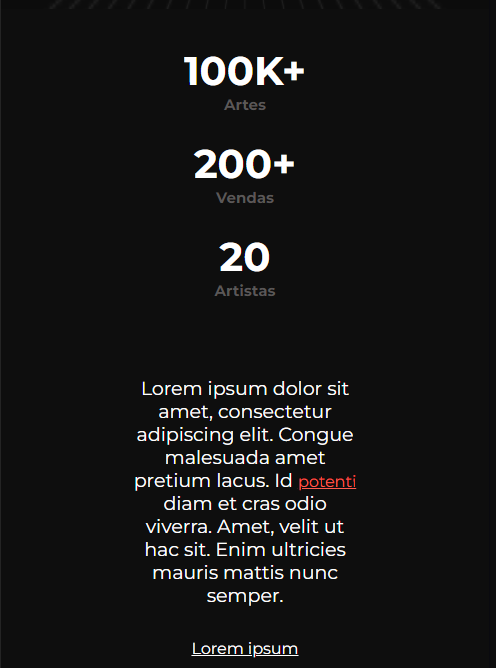 100K+
Artes
200+
Vendas
20
Artistas
Lorem ipsum dolor sit
amet, consectetur
adipiscing elit. Congue
malesuada amet
pretium lacus. Id potenti
diam et cras odio
viverra. Amet, velit ut
hac sit. Enim ultricies
mauris mattis nunc
semper.
Lorem ipsum